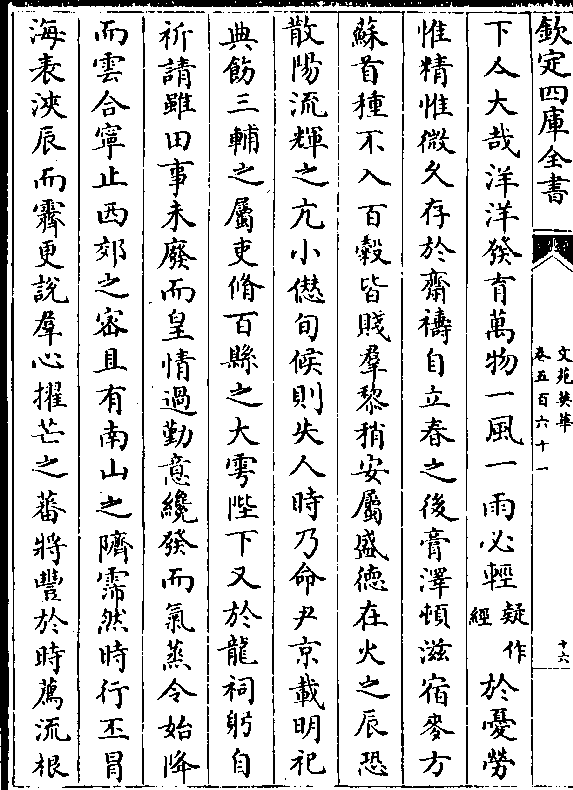 欽定四庫全書
文苑英華
卷五百六十一
十六
下人大哉洋洋發育萬物一風一雨必輕疑作經於憂勞
惟精惟微久存於齋禱自立春之後膏澤頓滋宿麥方
蘇首種不入百穀皆賤羣黎稍安屬盛德在火之辰恐
散陽流輝之亢小僽旬候則失人時乃命尹京載明祀
典飭三輔之屬吏脩百縣之大雩陛下又於龍祠躬自
祈請雖田事未廢而皇情過勤意纔發而氣蒸令始降
而雲合寧止西郊之密且有南山之隮霈然時行丕冒
海表浹辰而霽更說羣心擢芒之蕃將豐於時薦流根